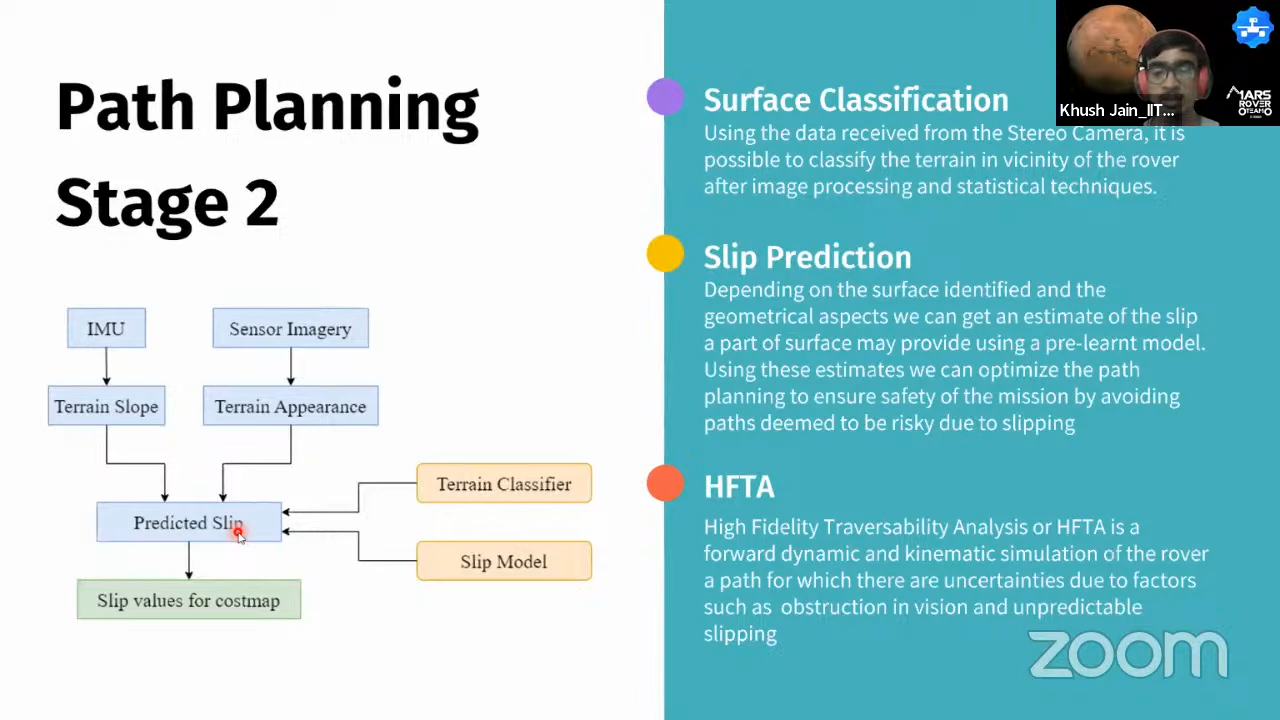 Path Planning
Stage 2
IMU
Sensor Imagery
Terrain Slope
Terrain Appearance
Terrain Classifier
Predicted Slip
Slip Model
Slip values for costmap
Surface Classification
Using the data received from the Stereo Camera, it is
possible to classify the terrain in vicinity of the rover
after image processing and statistical techniques.
Slip Prediction
Depending on the surface identified and the
geometrical aspects we can get an estimate of the slip
a part of surface may provide using a pre-learnt model.
Using these estimates we can optimize the path
planning to ensure safety of the mission by avoiding
paths deemed to be risky due to slipping
HFTA
High Fidelity Traversability Analysis or HFTA is a
forward dynamic and kinematic simulation of the rover
a path for which there are uncertainties due to factors
such as obstruction in vision and unpredictable
slipping
Khush Jain_IIT...
MARS
ROVER
TEAM
zoom